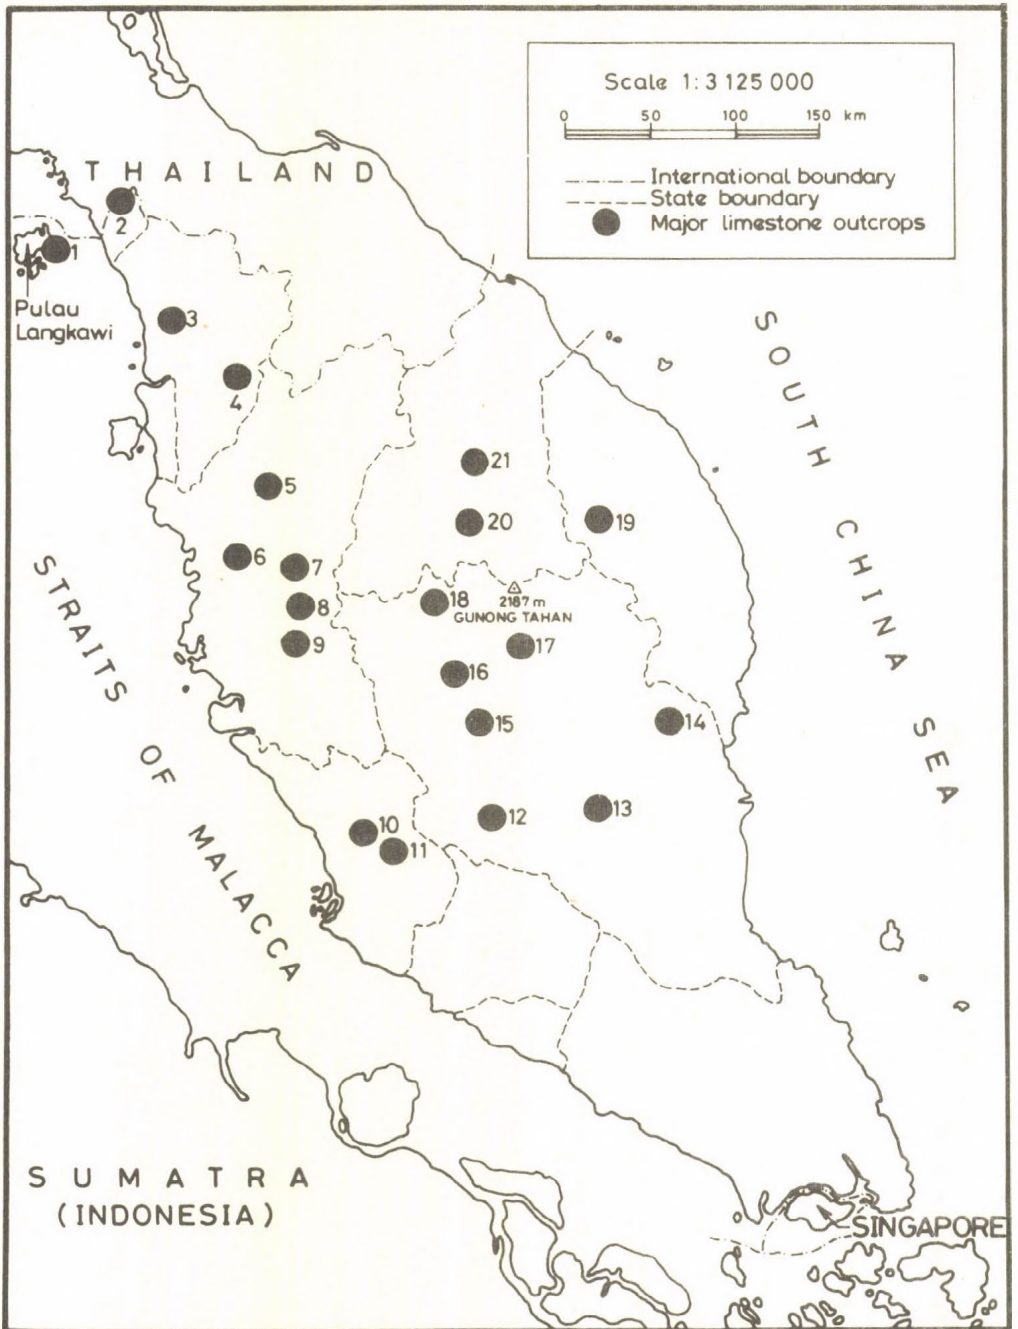 Scale 1:3 125 000
0 50 100 150 km
International boundary
State boundary
Major limestone outcrops
THAILAND
2
1
Pulau
Langkawi
3
4
SOUTH CHINA SEA
21
5
20
19
6
7
STRAITS OF MALACCA
8
18
2187 m
GUNONG TAHAN
9
17
16
15
14
13
12
10
11
SUMATRA
(INDONESIA)
SINGAPORE